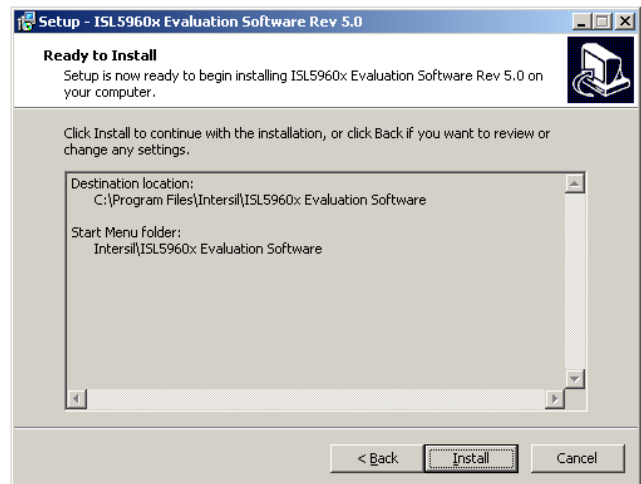 Setup - ISL5960x Evaluation Software Rev 5.0
Ready to Install
Setup is now ready to begin installing ISL5960x Evaluation Software Rev 5.0 on
your computer.
Click Install to continue with the installation, or click Back if you want to review or
change any settings.
Destination location:
C:\Program Files\Intersil\ISL5960x Evaluation Software
Start Menu folder:
Intersil\ISL5960x Evaluation Software
< Back Install Cancel